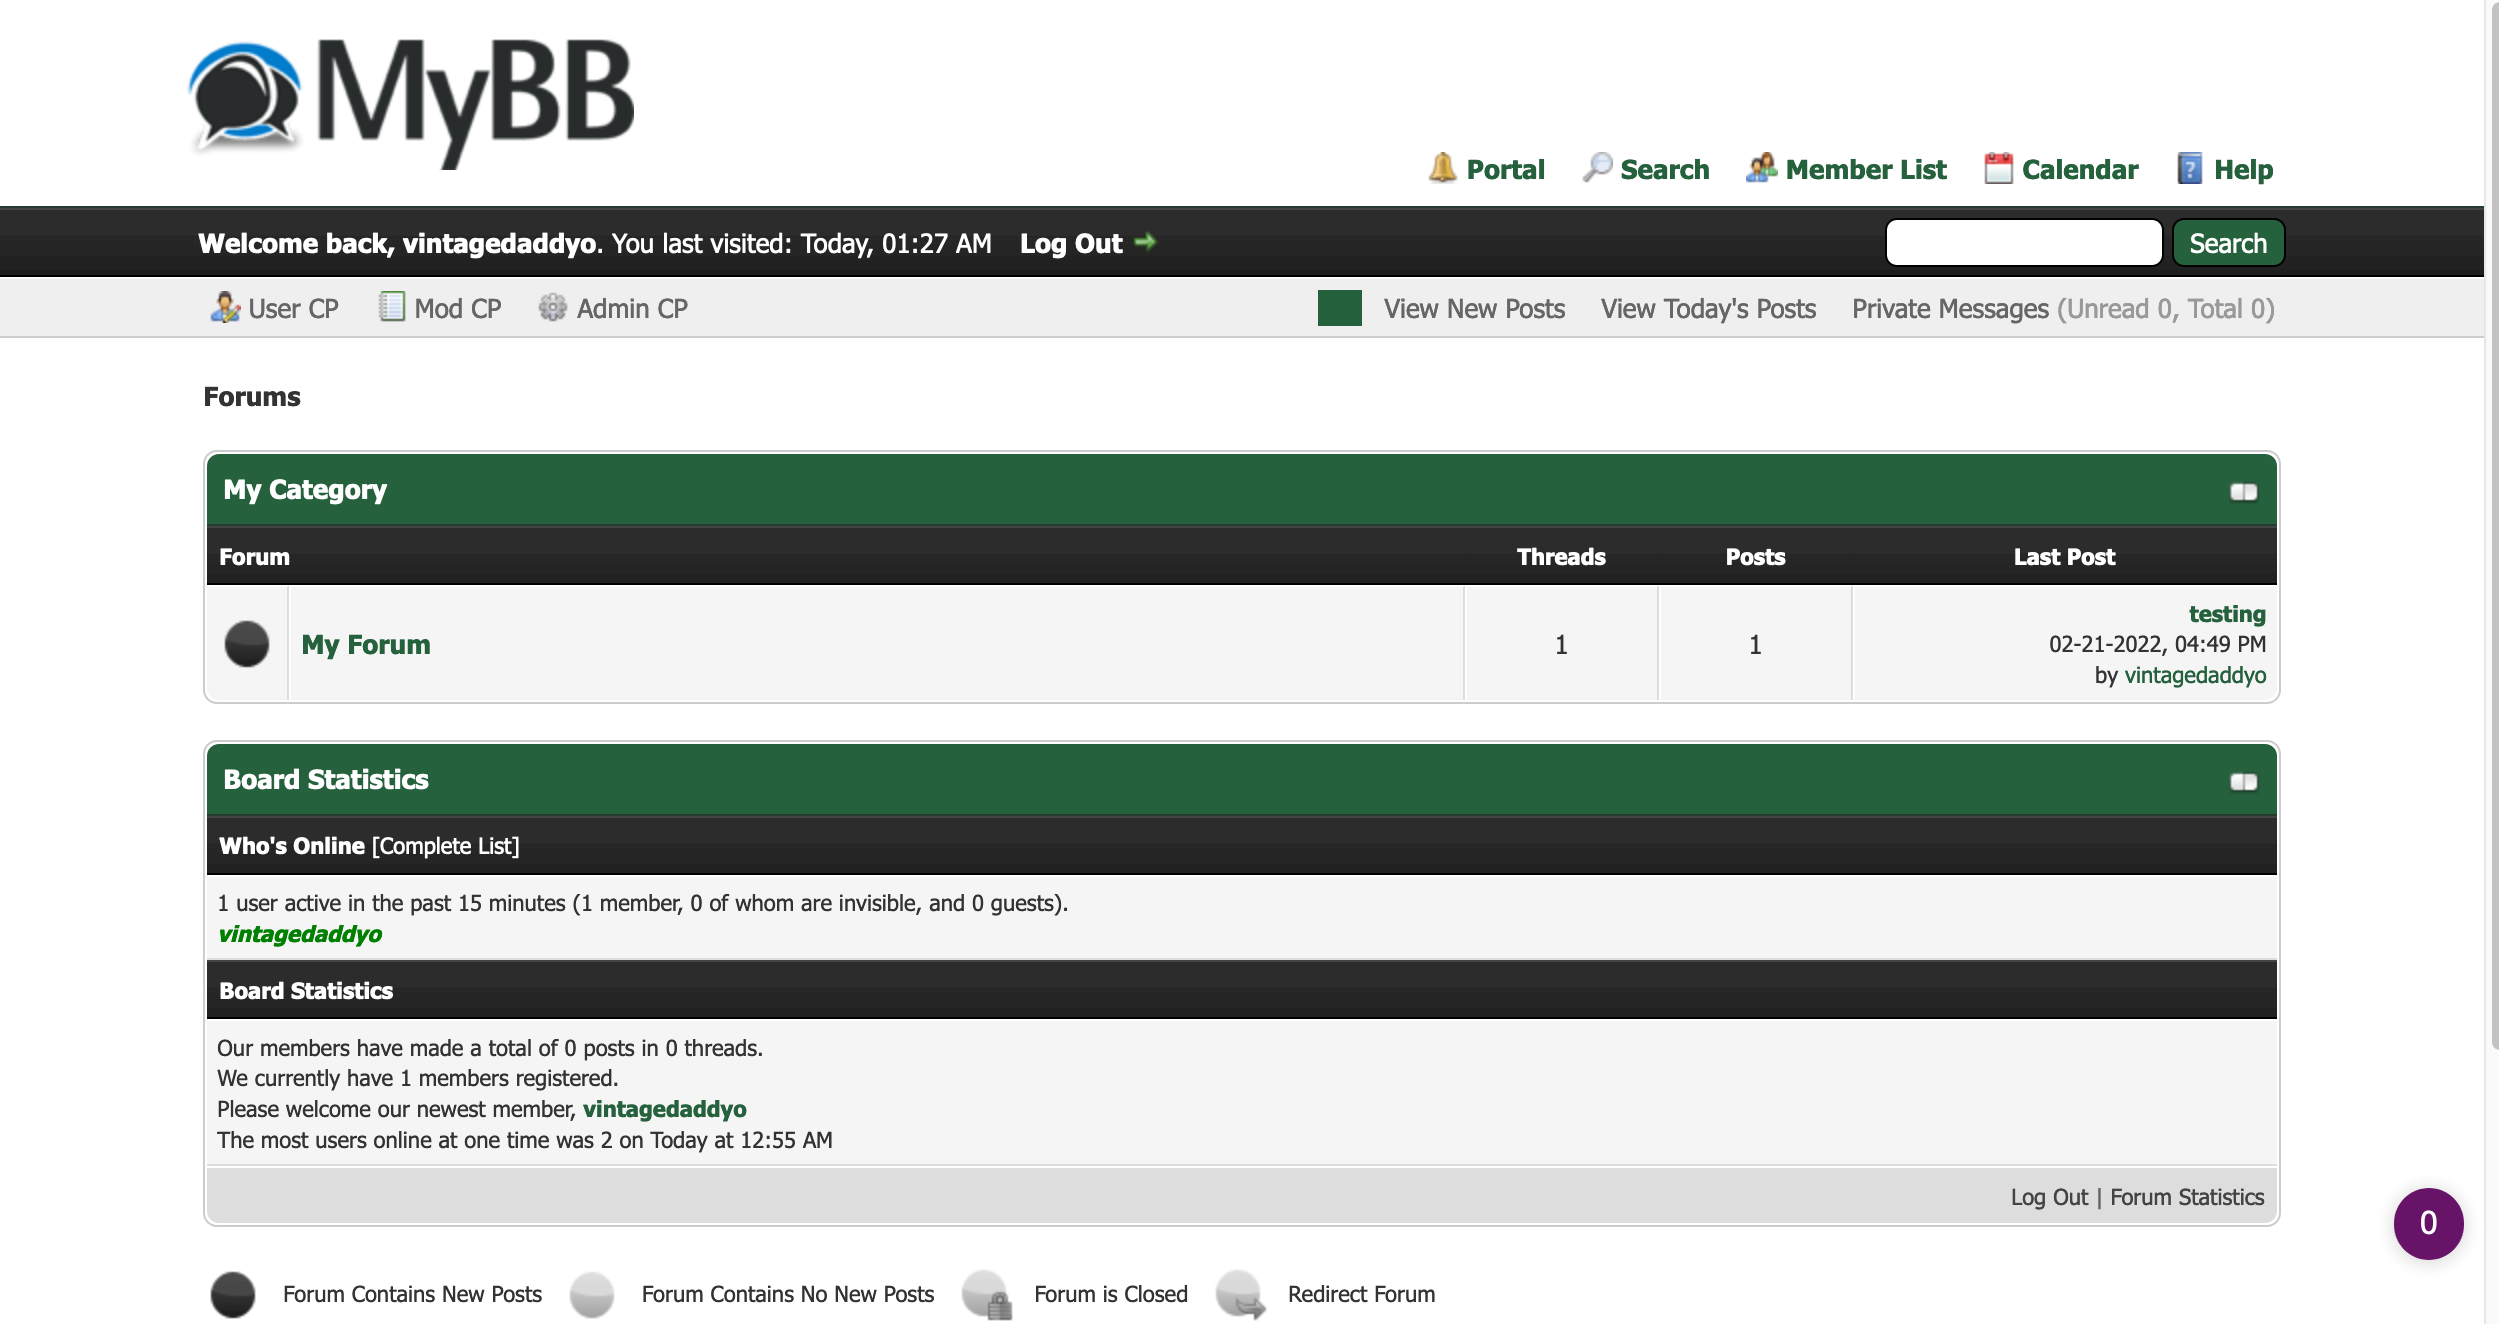 MyBB
Portal Search Member List Calendar Help
Welcome back, vintagedaddyo. You last visited: Today, 01:27 AM Log Out
Search
User CP Mod CP Admin CP
View New Posts View Today's Posts Private Messages (Unread 0, Total 0)
Forums
My Category
Forum Threads Posts Last Post
My Forum 1 1
testing
02-21-2022, 04:49 PM
by vintagedaddyo
Board Statistics
Who's Online [Complete List]
1 user active in the past 15 minutes (1 member, 0 of whom are invisible, and 0 guests).
vintagedaddyo
Board Statistics
Our members have made a total of 0 posts in 0 threads.
We currently have 1 members registered.
Please welcome our newest member, vintagedaddyo
The most users online at one time was 2 on Today at 12:55 AM
Log Out | Forum Statistics
0
Forum Contains New Posts Forum Contains No New Posts Forum is Closed Redirect Forum